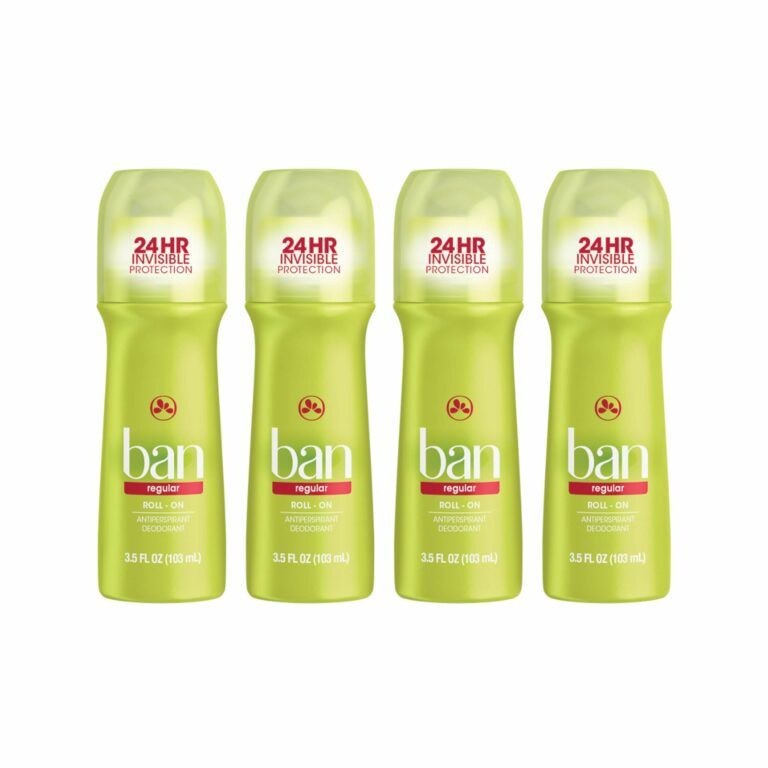 24HR
INVISIBLE
PROTECTION
ban
regular
ROLL - ON
ANTIPERSPIRANT
DEODORANT
3.5 FL OZ (103 mL)
24HR
INVISIBLE
PROTECTION
ban
regular
ROLL - ON
ANTIPERSPIRANT
DEODORANT
3.5 FL OZ (103 mL)
24HR
INVISIBLE
PROTECTION
ban
regular
ROLL - ON
ANTIPERSPIRANT
DEODORANT
3.5 FL OZ (103 mL)
24HR
INVISIBLE
PROTECTION
ban
regular
ROLL - ON
ANTIPERSPIRANT
DEODORANT
3.5 FL OZ (103 mL)